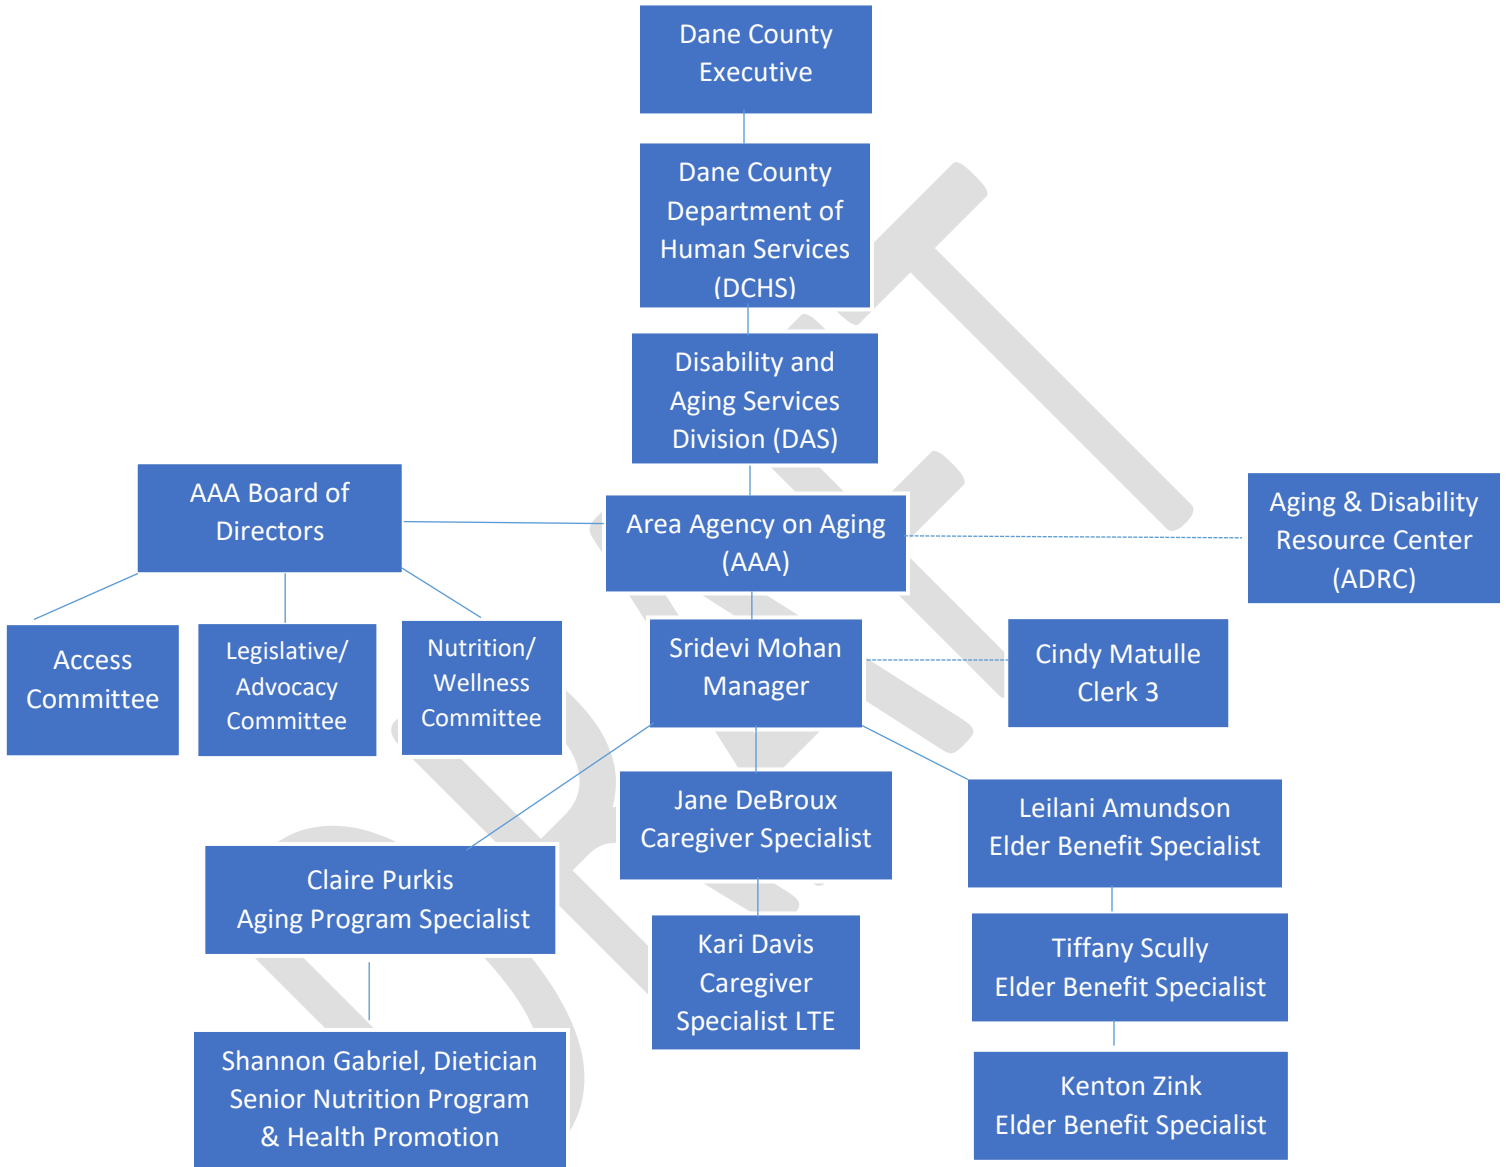 Dane County
Executive
Dane County
Department of
Human Services
(DCHS)
Disability and
Aging Services
Division (DAS)
AAA Board of
Directors
Area Agency on Aging
(AAA)
Aging & Disability
Resource Center
(ADRC)
Access
Committee
Legislative/
Advocacy
Committee
Nutrition/
Wellness
Committee
Sridevi Mohan
Manager
Cindy Matulle
Clerk 3
Jane DeBroux
Caregiver Specialist
Leilani Amundson
Elder Benefit Specialist
Claire Purkis
Aging Program Specialist
Kari Davis
Caregiver
Specialist LTE
Tiffany Scully
Elder Benefit Specialist
Shannon Gabriel, Dietician
Senior Nutrition Program
& Health Promotion
Kenton Zink
Elder Benefit Specialist
DRAFT